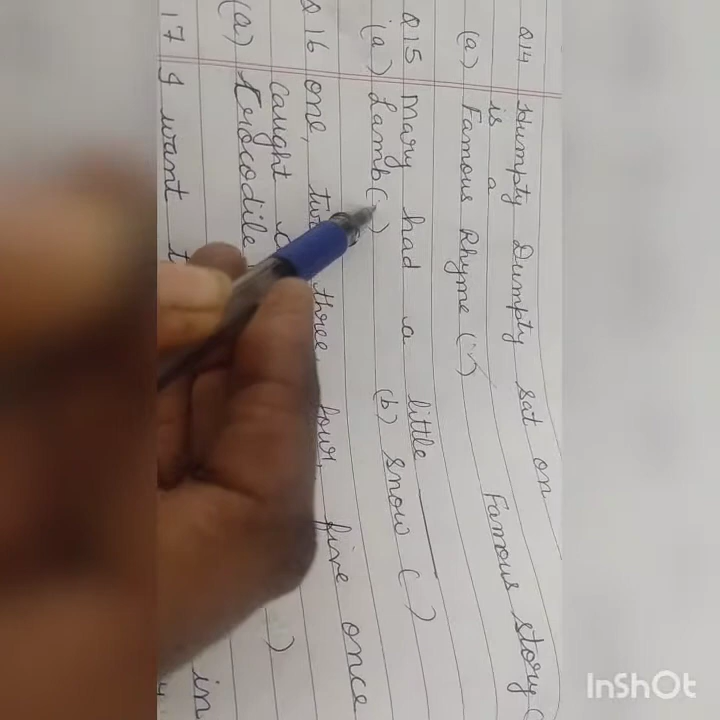 Q14 Humpty Dumpty sat on
is a
(a) Famous Rhyme (✓) Famous story (
Q15 Mary had a little ______
(a) Lamb ( ) (b) Snow ( )
Q16 one, two three, four, five once
caught )
(a) Crocodile
17 I want in
InShOt